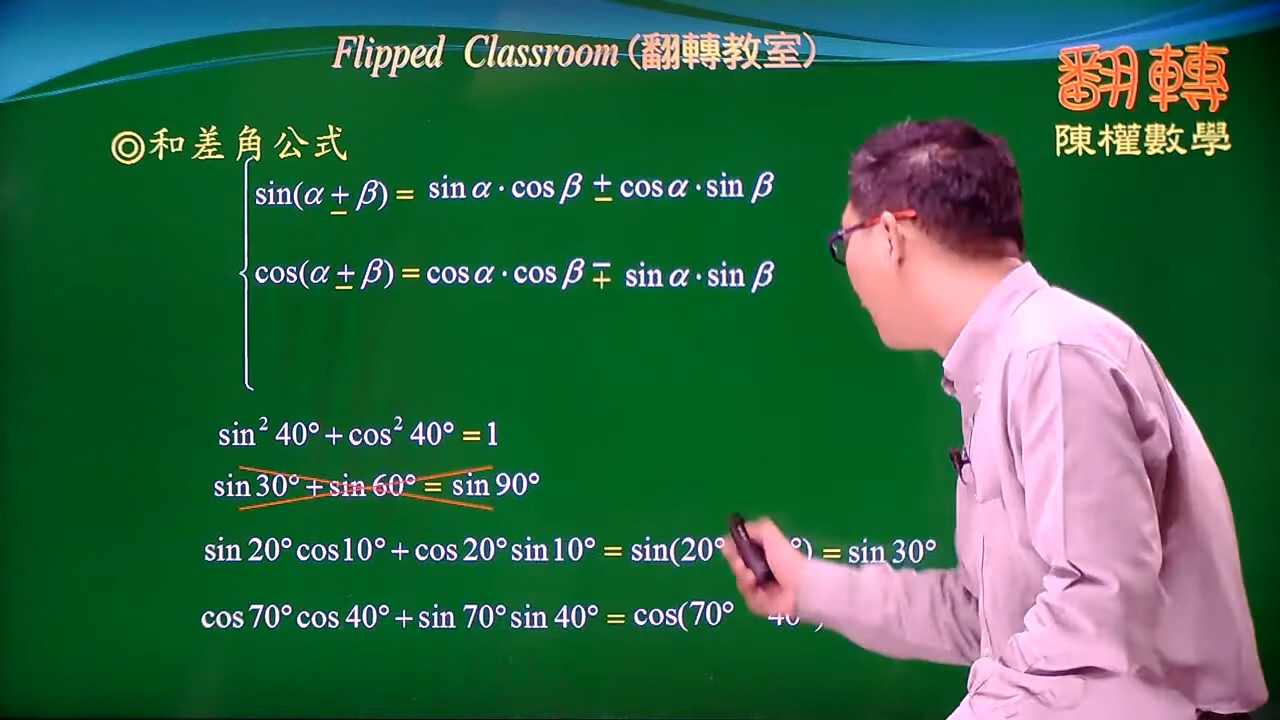 Flipped Classroom (翻轉教室)
翻轉
陳權數學
◎和差角公式
sin(α ± β) = sin α · cos β ± cos α · sin β
cos(α ± β) = cos α · cos β ∓ sin α · sin β
sin² 40° + cos² 40° = 1
sin 30° + sin 60° = sin 90°
sin 20° cos 10° + cos 20° sin 10° = sin(20° °) = sin 30°
cos 70° cos 40° + sin 70° sin 40° = cos(70° 40°)